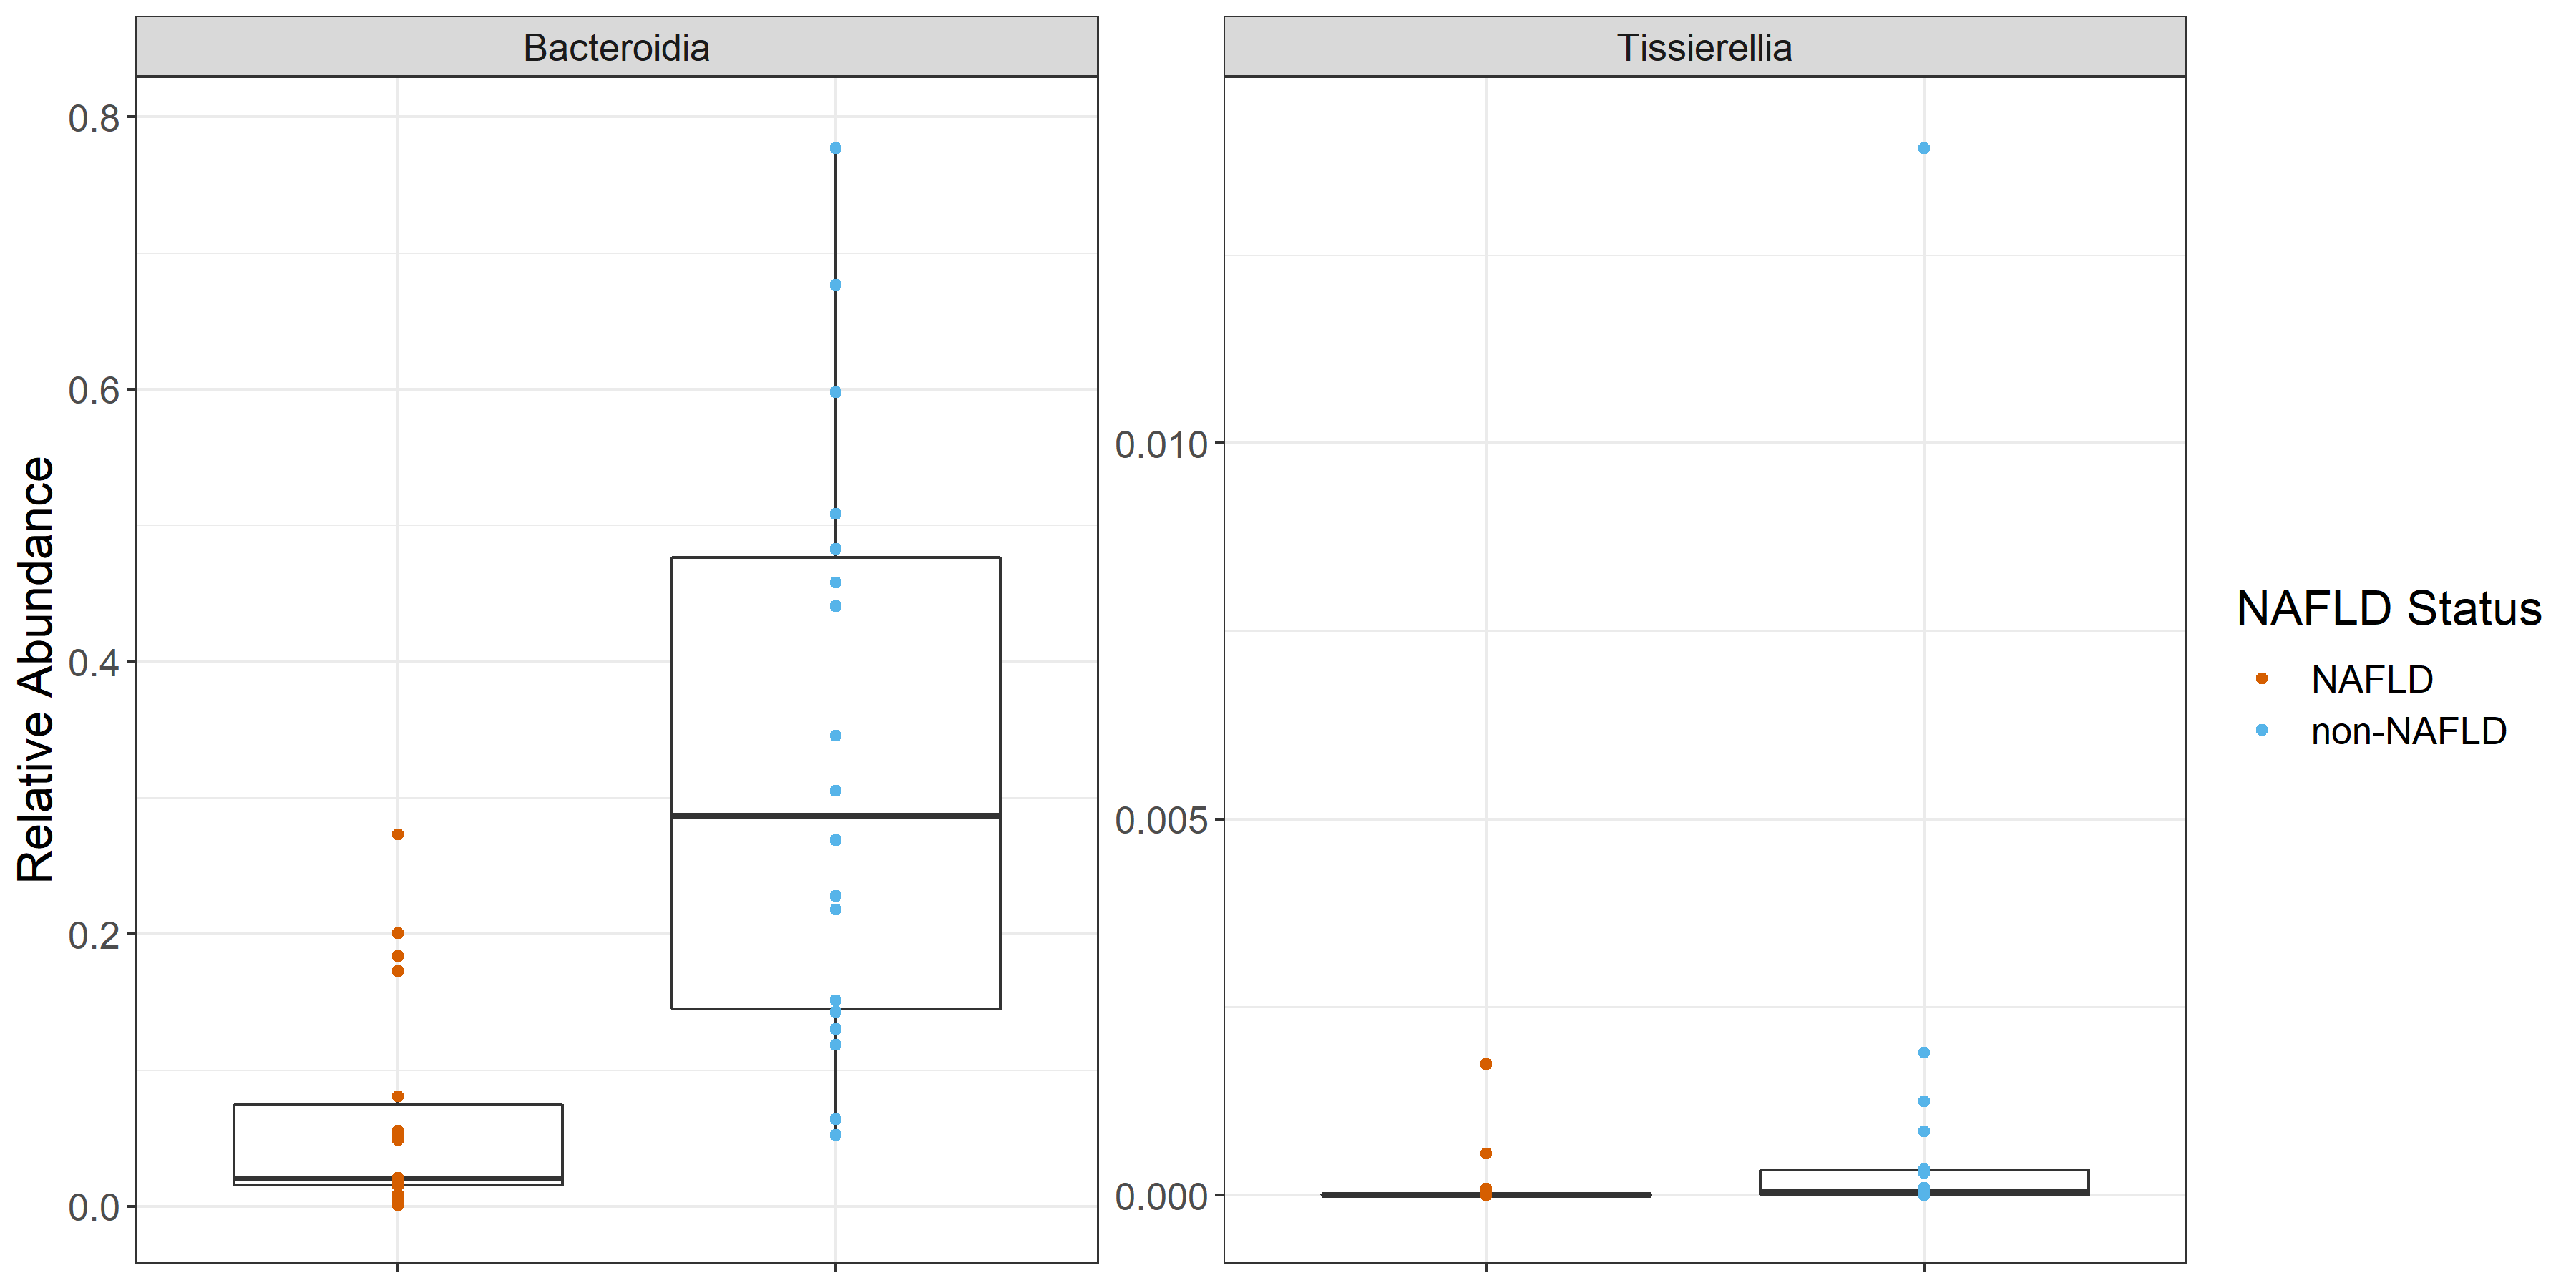 Bacteroidia
Tissierellia
Relative Abundance
0.8
0.6
0.4
0.2
0.0
0.010
0.005
0.000
NAFLD Status
NAFLD
non-NAFLD